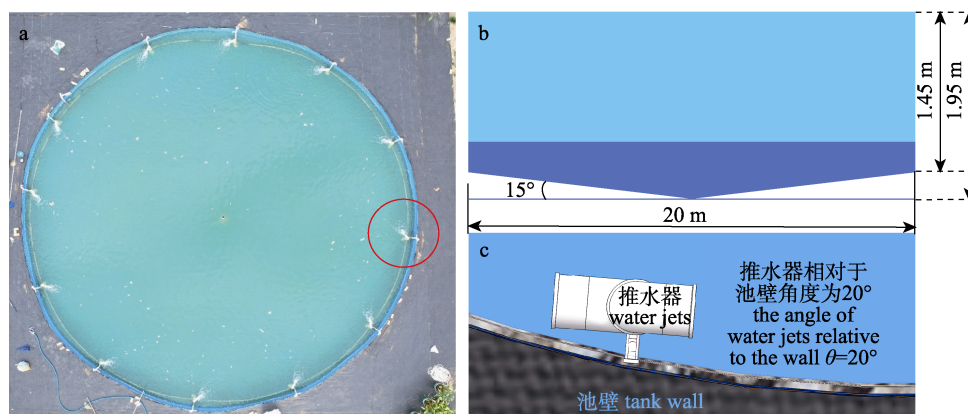 a
b
1.45 m
1.95 m
15°
20 m
c
推水器
water jets
推水器相对于
池壁角度为20°
the angle of
water jets relative
to the wall θ=20°
池壁 tank wall